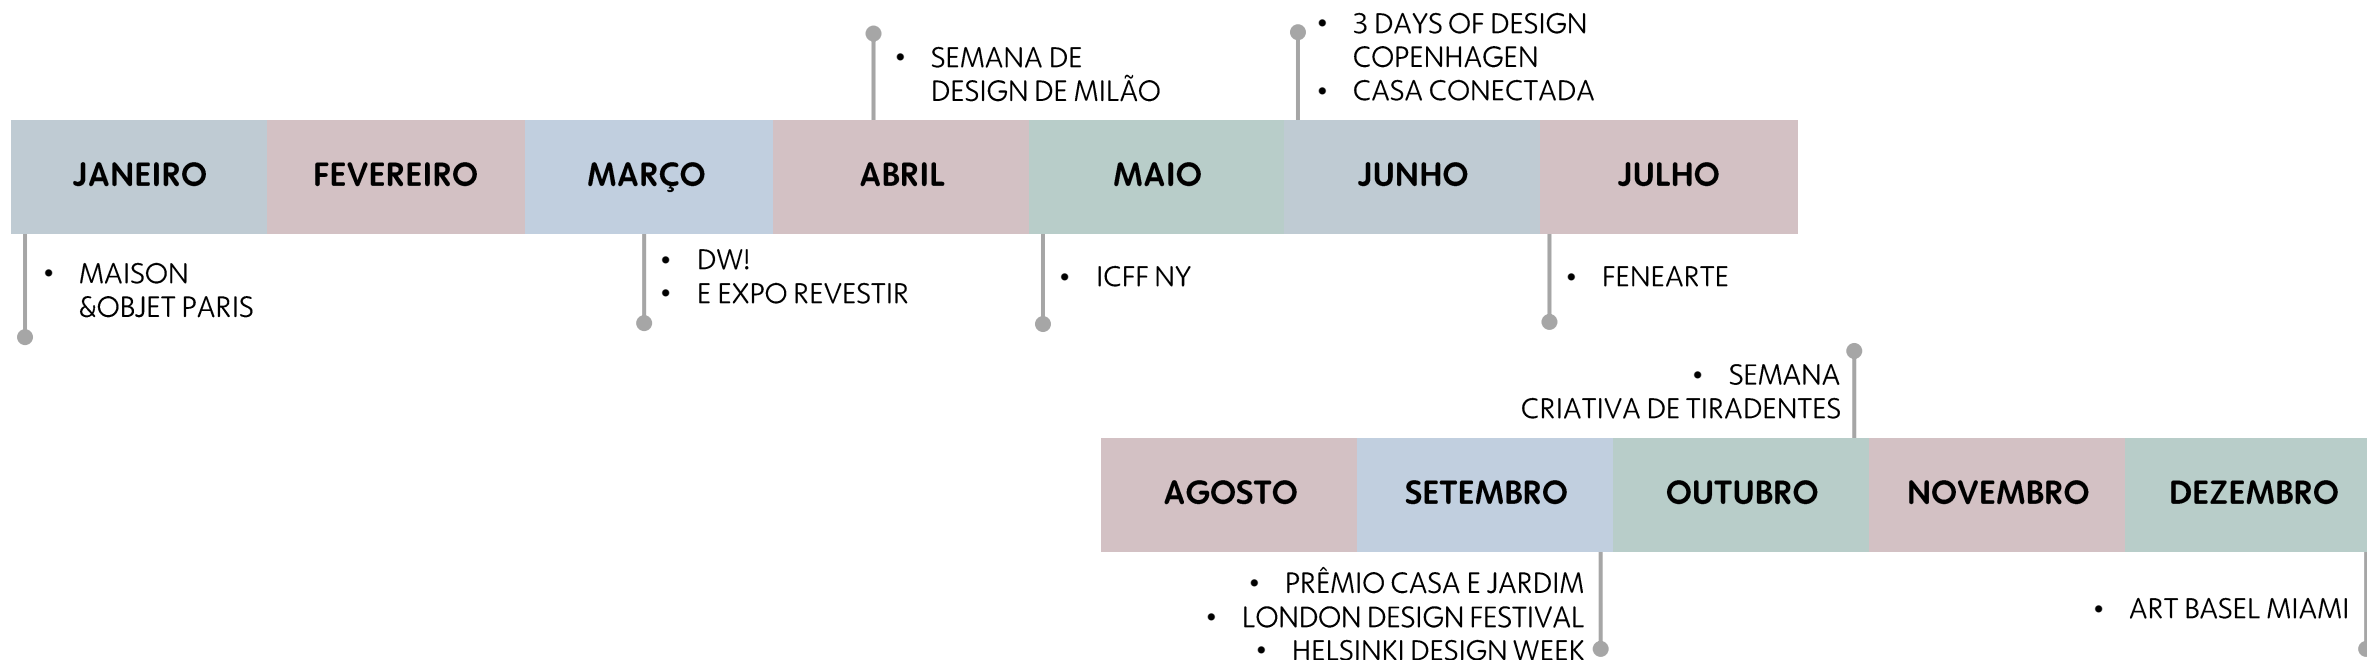 • 3 DAYS OF DESIGN
COPENHAGEN
• CASA CONECTADA
• SEMANA DE
DESIGN DE MILÃO
JANEIRO
FEVEREIRO
MARÇO
ABRIL
MAIO
JUNHO
JULHO
• MAISON
&OBJET PARIS
• DW!
• E EXPO REVESTIR
• ICFF NY
• FENEARTE
• SEMANA
CRIATIVA DE TIRADENTES
AGOSTO
SETEMBRO
OUTUBRO
NOVEMBRO
DEZEMBRO
• PRÊMIO CASA E JARDIM
• LONDON DESIGN FESTIVAL
• HELSINKI DESIGN WEEK
• ART BASEL MIAMI